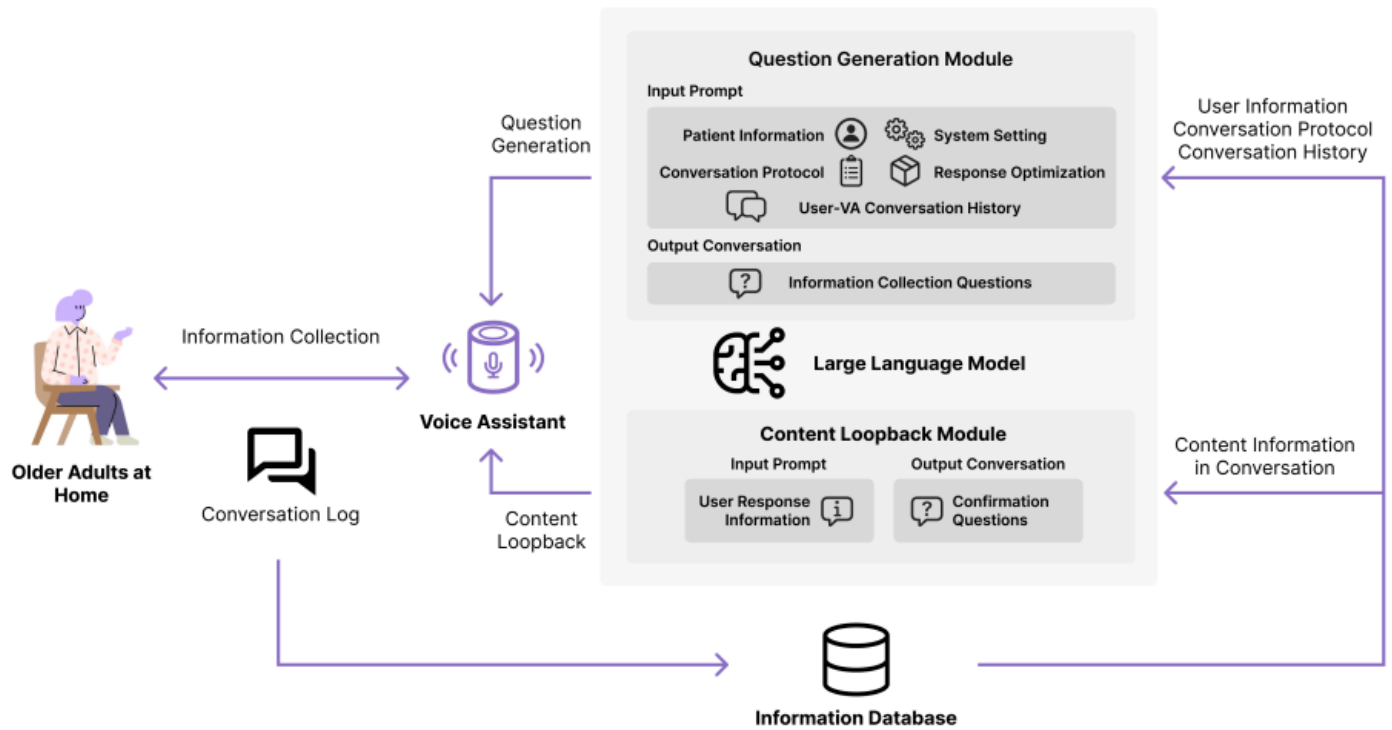 Question Generation Module
Input Prompt
Patient Information
System Setting
Conversation Protocol
Response Optimization
User-VA Conversation History
Output Conversation
Information Collection Questions
Large Language Model
Content Loopback Module
Input Prompt
Output Conversation
User Response
Information
Confirmation
Questions
Question
Generation
User Information
Conversation Protocol
Conversation History
Information Collection
Voice Assistant
Older Adults at
Home
Conversation Log
Content
Loopback
Content Information
in Conversation
Information Database